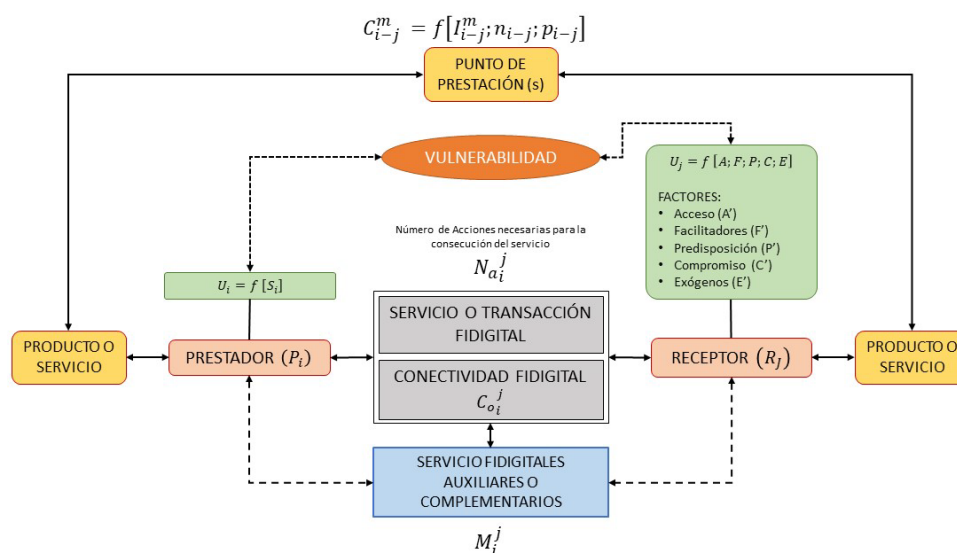 C_{i-j}^{m} = f[I_{i-j}^{m}; n_{i-j}; p_{i-j}]
PUNTO DE
PRESTACIÓN (s)
VULNERABILIDAD
U_j = f [A; F; P; C; E]
FACTORES:
• Acceso (A')
• Facilitadores (F')
• Predisposición (P')
• Compromiso (C')
• Exógenos (E')
Número de Acciones necesarias para la
consecución del servicio
N_{a_i}^{j}
U_i = f [S_i]
SERVICIO O TRANSACCIÓN
FIDIGITAL
PRODUCTO O
SERVICIO
PRESTADOR (P_i)
CONECTIVIDAD FIDIGITAL
C_{o_i}^{j}
RECEPTOR (R_J)
PRODUCTO O
SERVICIO
SERVICIO FIDIGITALES
AUXILIARES O
COMPLEMENTARIOS
M_i^j